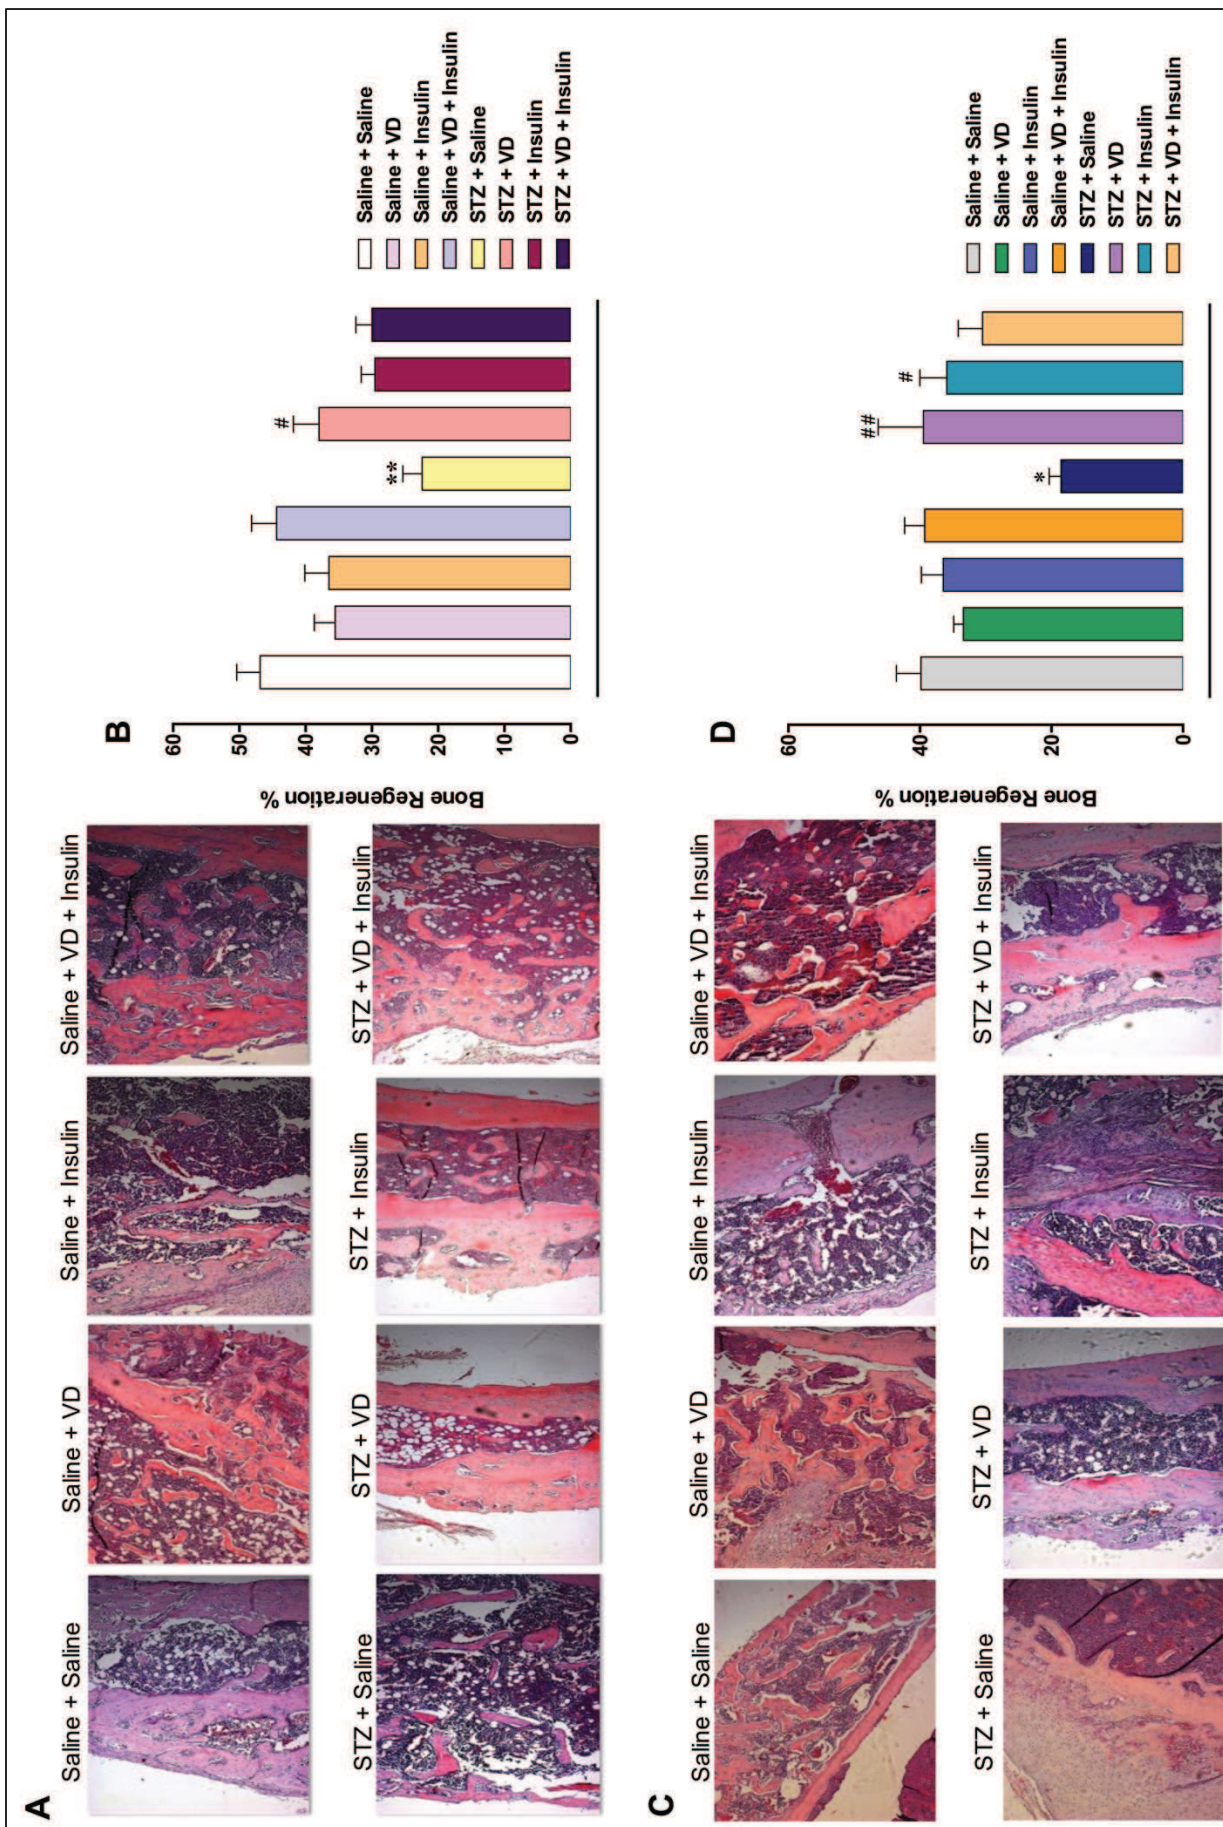 A
Saline + Saline
Saline + VD
Saline + Insulin
Saline + VD + Insulin
STZ + Saline
STZ + VD
STZ + Insulin
STZ + VD + Insulin
B
Bone Regeneration %
60
50
40
30
20
10
0
**
#
Saline + Saline
Saline + VD
Saline + Insulin
Saline + VD + Insulin
STZ + Saline
STZ + VD
STZ + Insulin
STZ + VD + Insulin
C
Saline + Saline
Saline + VD
Saline + Insulin
Saline + VD + Insulin
STZ + Saline
STZ + VD
STZ + Insulin
STZ + VD + Insulin
D
Bone Regeneration %
60
40
20
0
*
##
#
Saline + Saline
Saline + VD
Saline + Insulin
Saline + VD + Insulin
STZ + Saline
STZ + VD
STZ + Insulin
STZ + VD + Insulin